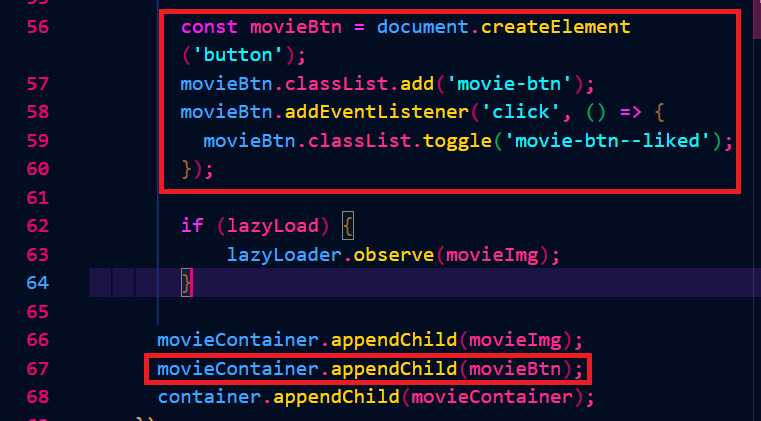 56 const movieBtn = document.createElement
('button');
57 movieBtn.classList.add('movie-btn');
58 movieBtn.addEventListener('click', () => {
59 movieBtn.classList.toggle('movie-btn--liked');
60 });
61
62 if (lazyLoad) {
63 lazyLoader.observe(movieImg);
64 }
65
66 movieContainer.appendChild(movieImg);
67 movieContainer.appendChild(movieBtn);
68 container.appendChild(movieContainer);